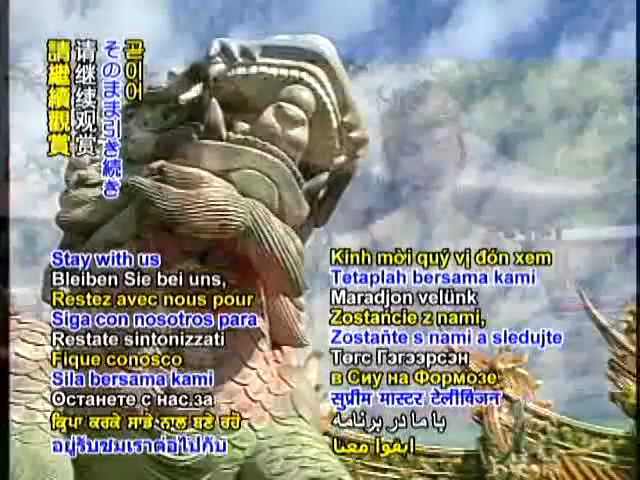 請繼續觀賞
请继续观赏
そのまま引き続き
곧이어
Stay with us
Bleiben Sie bei uns,
Restez avec nous pour
Siga con nosotros para
Restate sintonizzati
Fique conosco
Sila bersama kami
Останете с нас.за
ਕ੍ਰਿਪਾ ਕਰਕੇ ਸਾਡੇ ਨਾਲ ਬਣੇ ਰਹੋ
อยู่รับชมเราต่อไปกับ
Kính mời quý vị đón xem
Tetaplah bersama kami
Maradjon velünk
Zostańcie z nami,
Zostaňte s nami a sledujte
в Сиу на Формозе
सुप्रीम मास्टर टेलीविजन
با ما در برنامه
ابقوا معنا